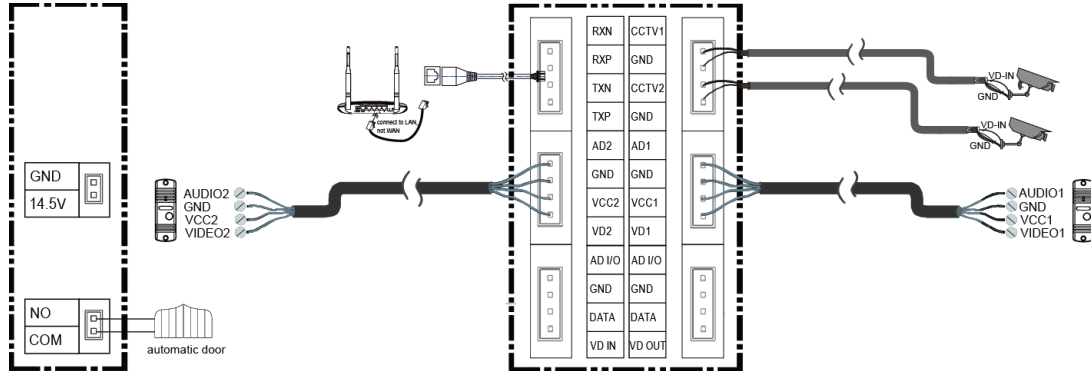 GND
14.5V
NO
COM
automatic door
connect to LAN,
not WAN
AUDIO2
GND
VCC2
VIDEO2
RXN CCTV1
RXP GND
TXN CCTV2
TXP GND
AD2 AD1
GND GND
VCC2 VCC1
VD2 VD1
AD I/O AD I/O
GND GND
DATA DATA
VD IN VD OUT
VD-IN
GND
VD-IN
GND
AUDIO1
GND
VCC1
VIDEO1